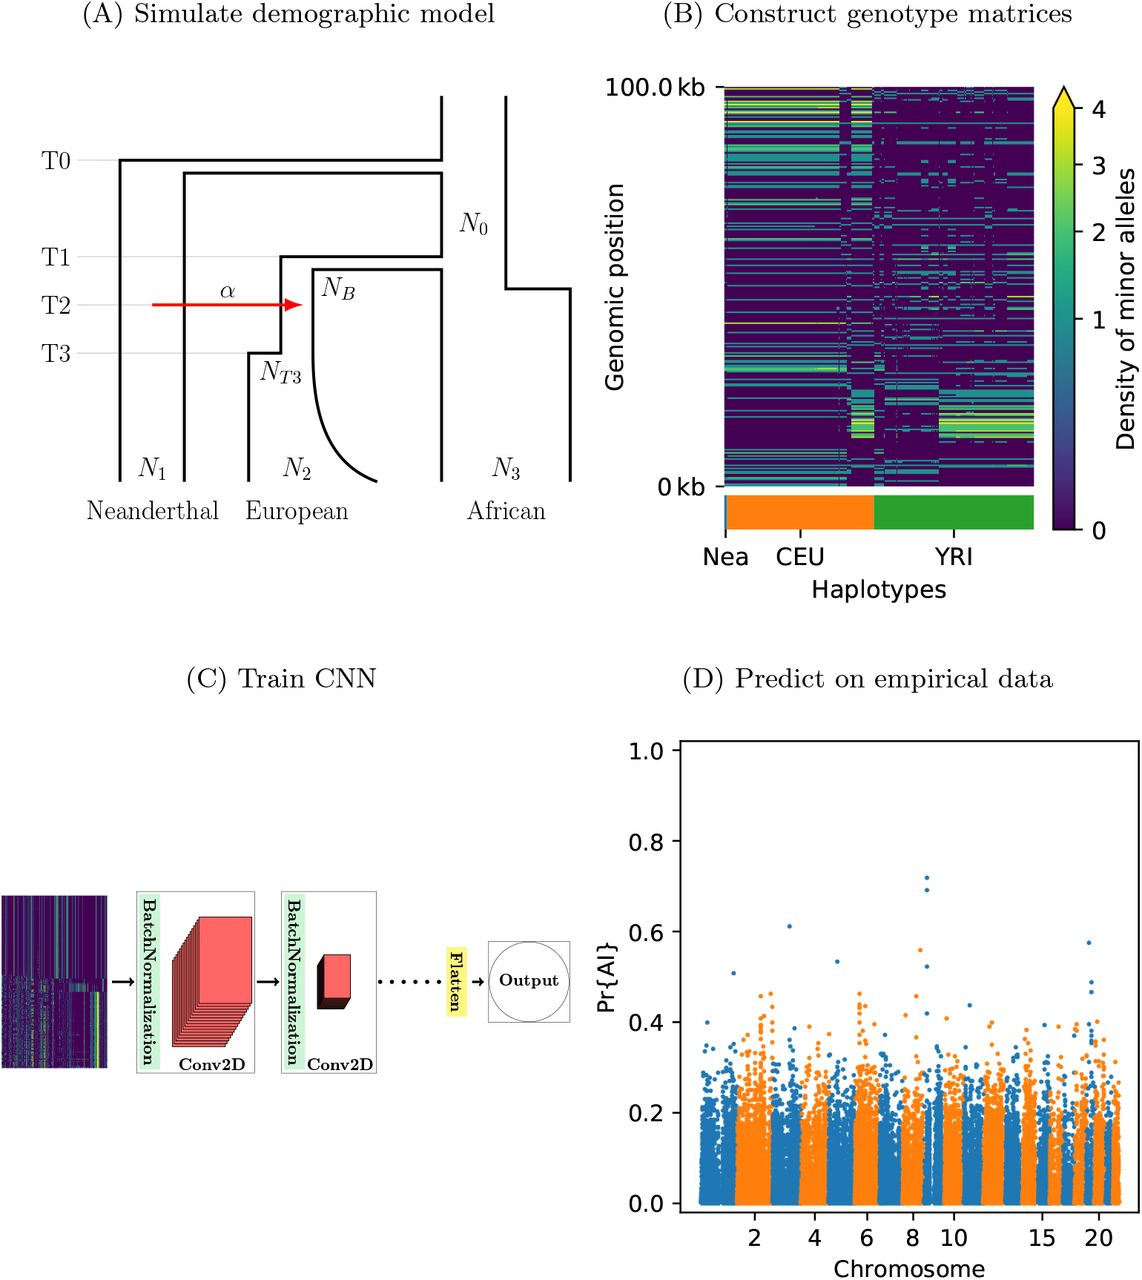 (A) Simulate demographic model
T0
T1
T2
T3
α
N0
NB
NT3
N1
N2
N3
Neanderthal
European
African
(B) Construct genotype matrices
100.0 kb
Genomic position
0 kb
Nea
CEU
YRI
Haplotypes
4
3
2
1
0
Density of minor alleles
(C) Train CNN
BatchNormalization
Conv2D
BatchNormalization
Conv2D
Flatten
Output
(D) Predict on empirical data
1.0
0.8
0.6
0.4
0.2
0.0
Pr{AI}
2
4
6
8
10
15
20
Chromosome